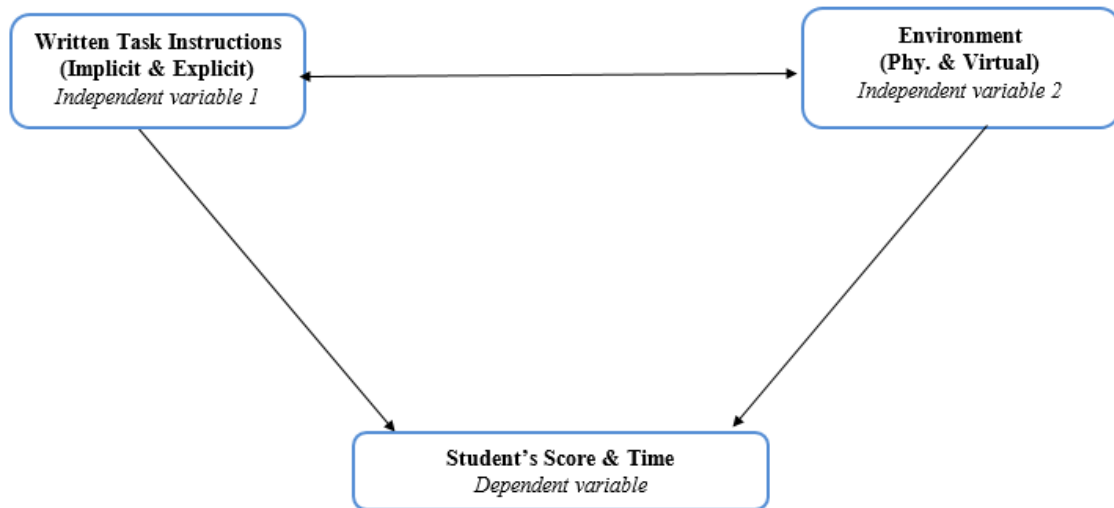 Written Task Instructions
(Implicit & Explicit)
Independent variable 1
Environment
(Phy. & Virtual)
Independent variable 2
Student’s Score & Time
Dependent variable